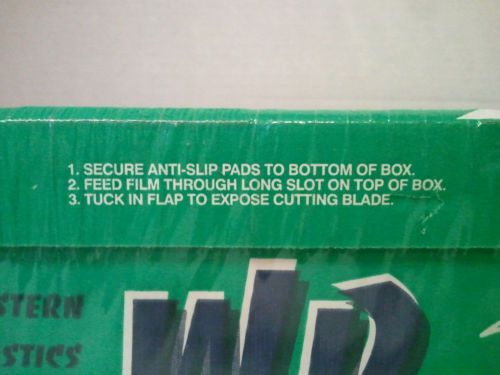 1. SECURE ANTI-SLIP PADS TO BOTTOM OF BOX.
2. FEED FILM THROUGH LONG SLOT ON TOP OF BOX.
3. TUCK IN FLAP TO EXPOSE CUTTING BLADE.
STERN
STICS